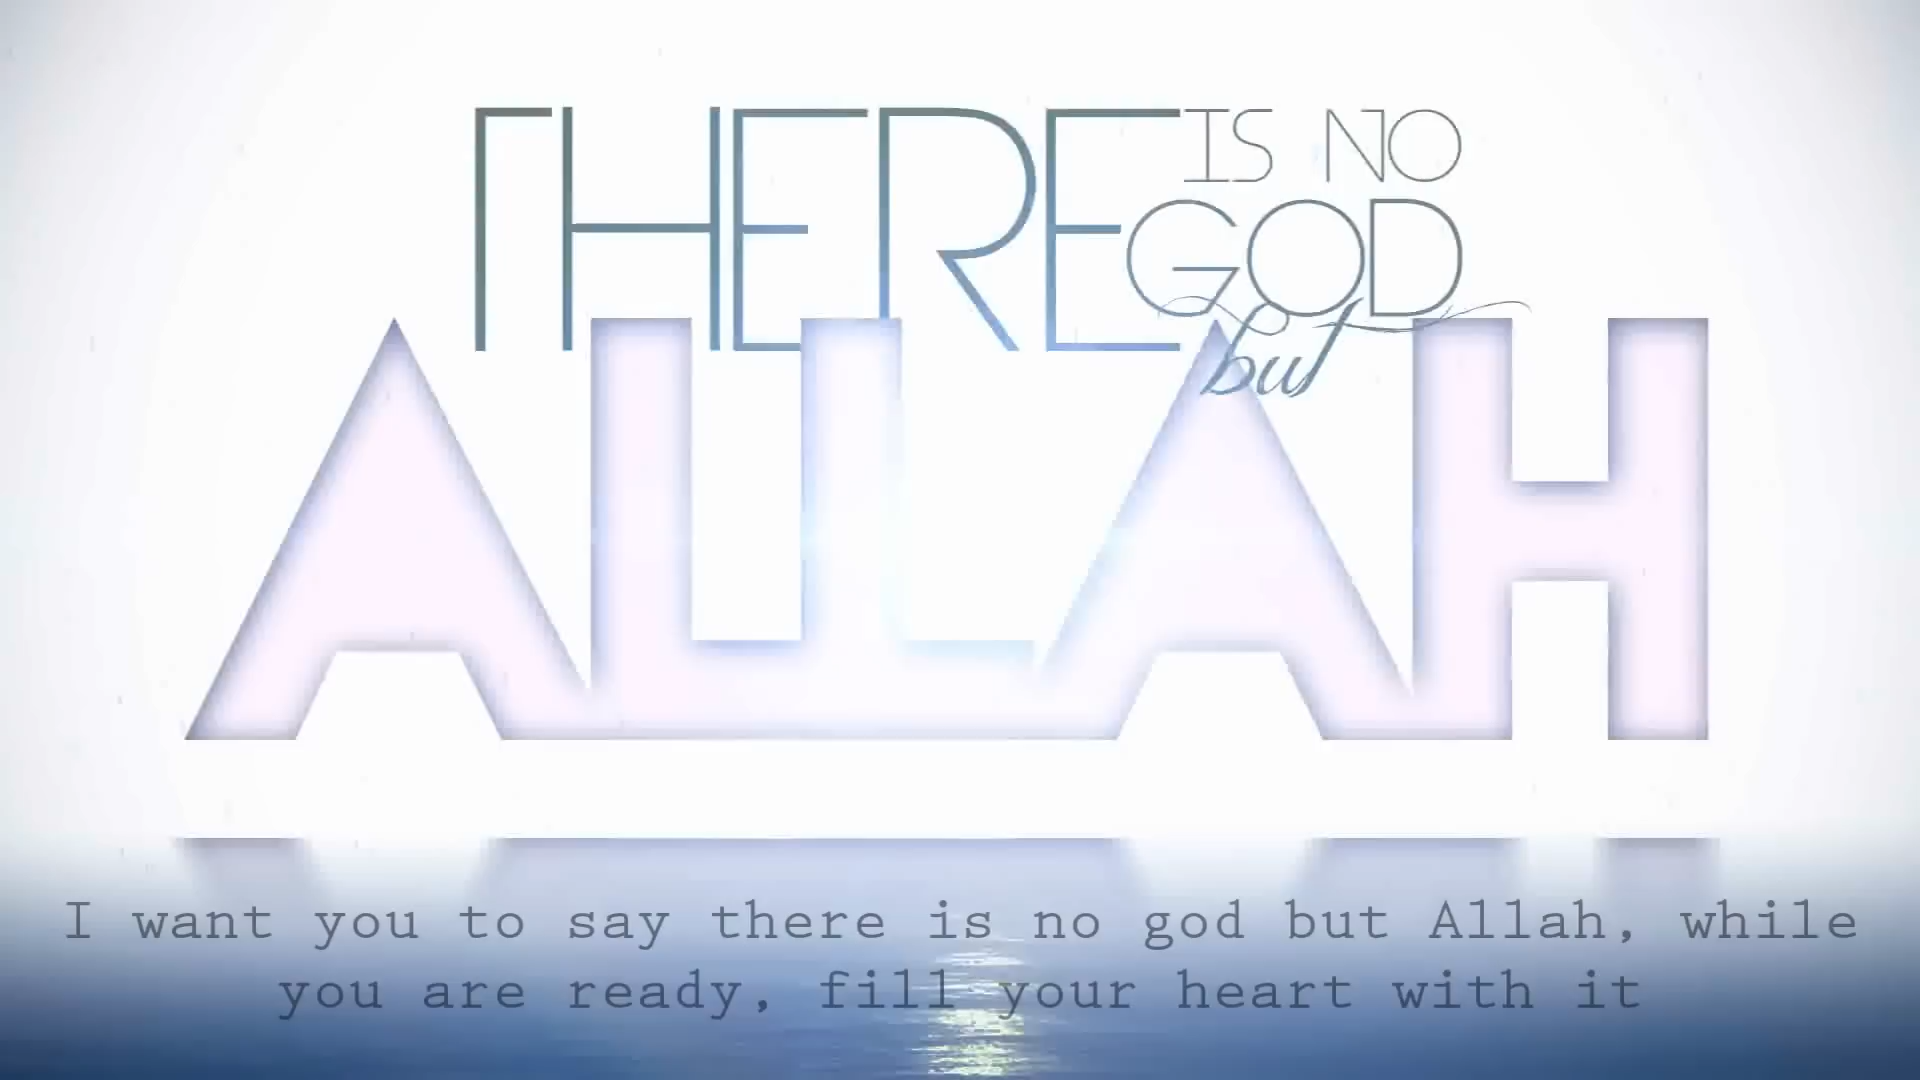 THERE IS NO
GOD
but
ALLAH
I want you to say there is no god but Allah, while
you are ready, fill your heart with it